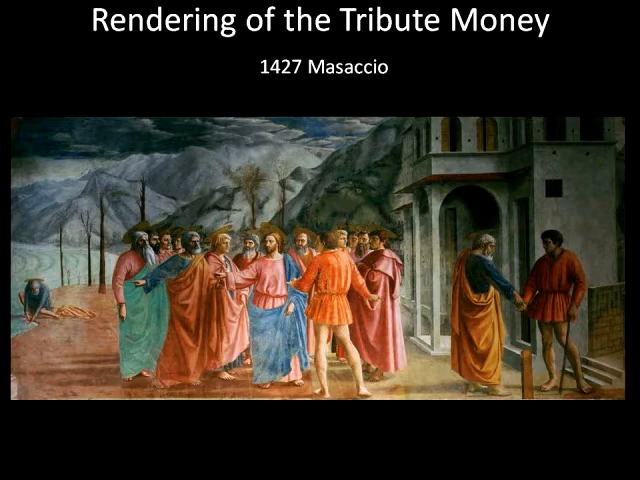 Rendering of the Tribute Money
1427 Masaccio